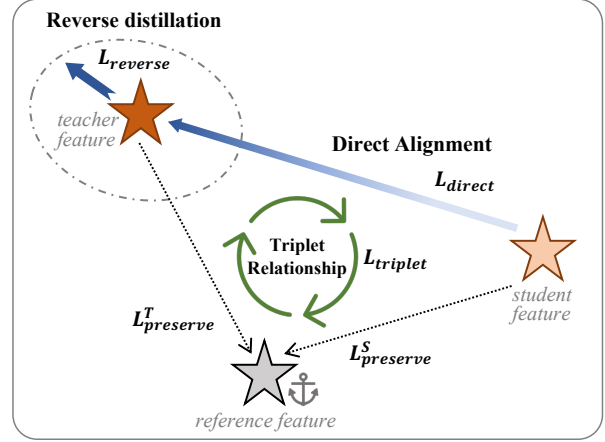 Reverse distillation
L_reverse
teacher
feature
Direct Alignment
L_direct
Triplet
Relationship
L_triplet
student
feature
L^T_preserve
L^S_preserve
reference feature